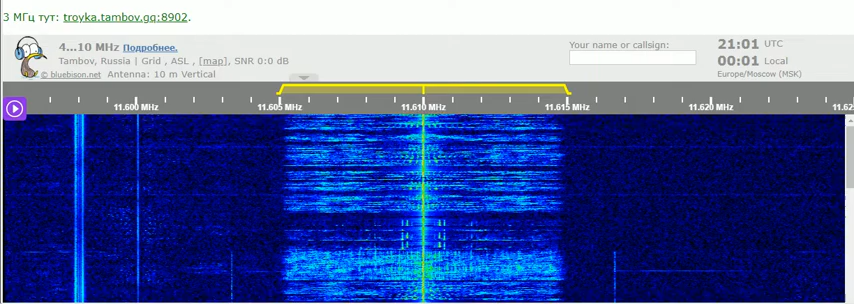 3 МГц тут: troyka.tambov.gq:8902.
4...10 MHz Подробнее.
Tambov, Russia | Grid , ASL , [map], SNR 0:0 dB
© bluebison.net Antenna: 10 m Vertical
Your name or callsign:
21:01 UTC
00:01 Local
Europe/Moscow (MSK)
11.600 MHz 11.605 MHz 11.610 MHz 11.615 MHz 11.620 MHz 11.625